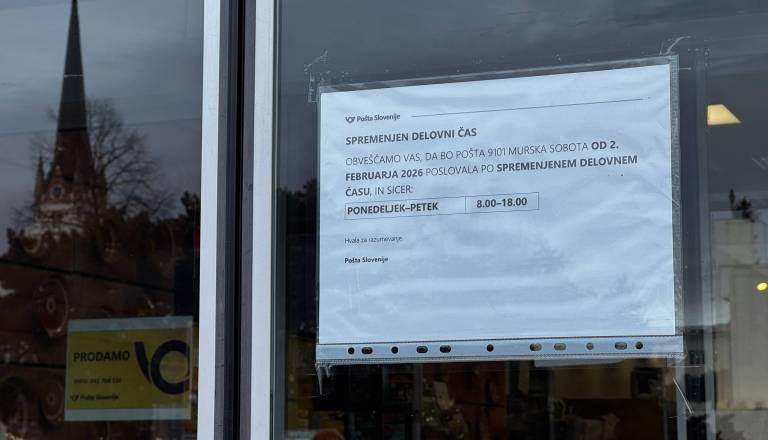 Pošta Slovenije
SPREMENJEN DELOVNI ČAS
OBVEŠČAMO VAS, DA BO POŠTA 9101 MURSKA SOBOTA OD 2.
FEBRUARJA 2026 POSLOVALA PO SPREMENJENEM DELOVNEM
ČASU, IN SICER:
PONEDELJEK–PETEK 8.00–18.00
Hvala za razumevanje.
Pošta Slovenije
PRODAMO
Pošta Slovenije